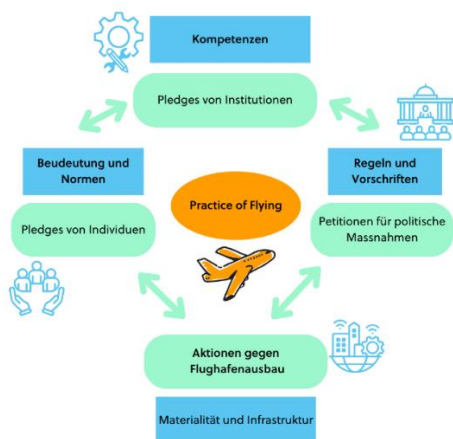 Kompetenzen
Pledges von Institutionen
Beudeutung und
Normen
Pledges von Individuen
Practice of Flying
Regeln und
Vorschriften
Petitionen für politische
Massnahmen
Aktionen gegen
Flughafenausbau
Materialität und Infrastruktur